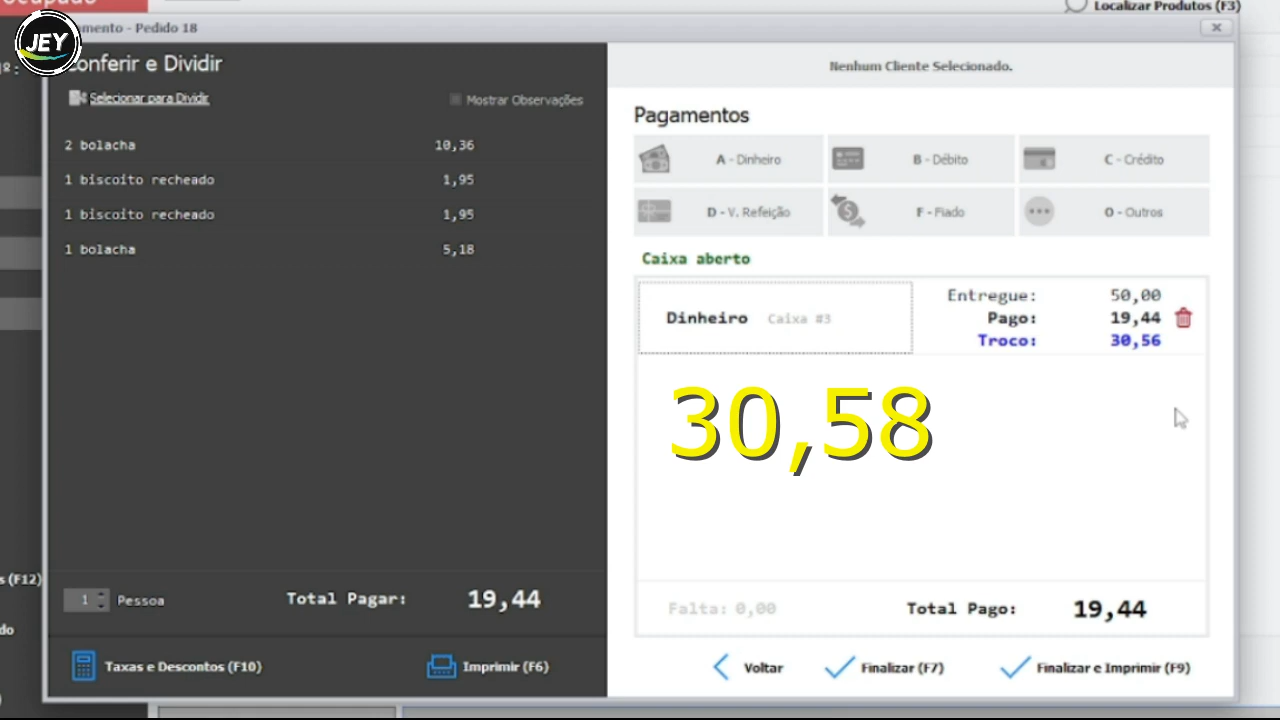 ocupado
Localizar Produtos (F3)
JEY
amento - Pedido 18
Conferir e Dividir
Selecionar para Dividir
Mostrar Observações
2 bolacha 10,36
1 biscoito recheado 1,95
1 biscoito recheado 1,95
1 bolacha 5,18
1 Pessoa
Total Pagar: 19,44
Taxas e Descontos (F10)
Imprimir (F6)
Nenhum Cliente Selecionado.
Pagamentos
A - Dinheiro
B - Débito
C - Crédito
D - V. Refeição
F - Fiado
O - Outros
Caixa aberto
Dinheiro Caixa #3
Entregue: 50,00
Pago: 19,44
Troco: 30,56
30,58
Falta: 0,00
Total Pago: 19,44
Voltar
Finalizar (F7)
Finalizar e Imprimir (F9)
s (F12)
do